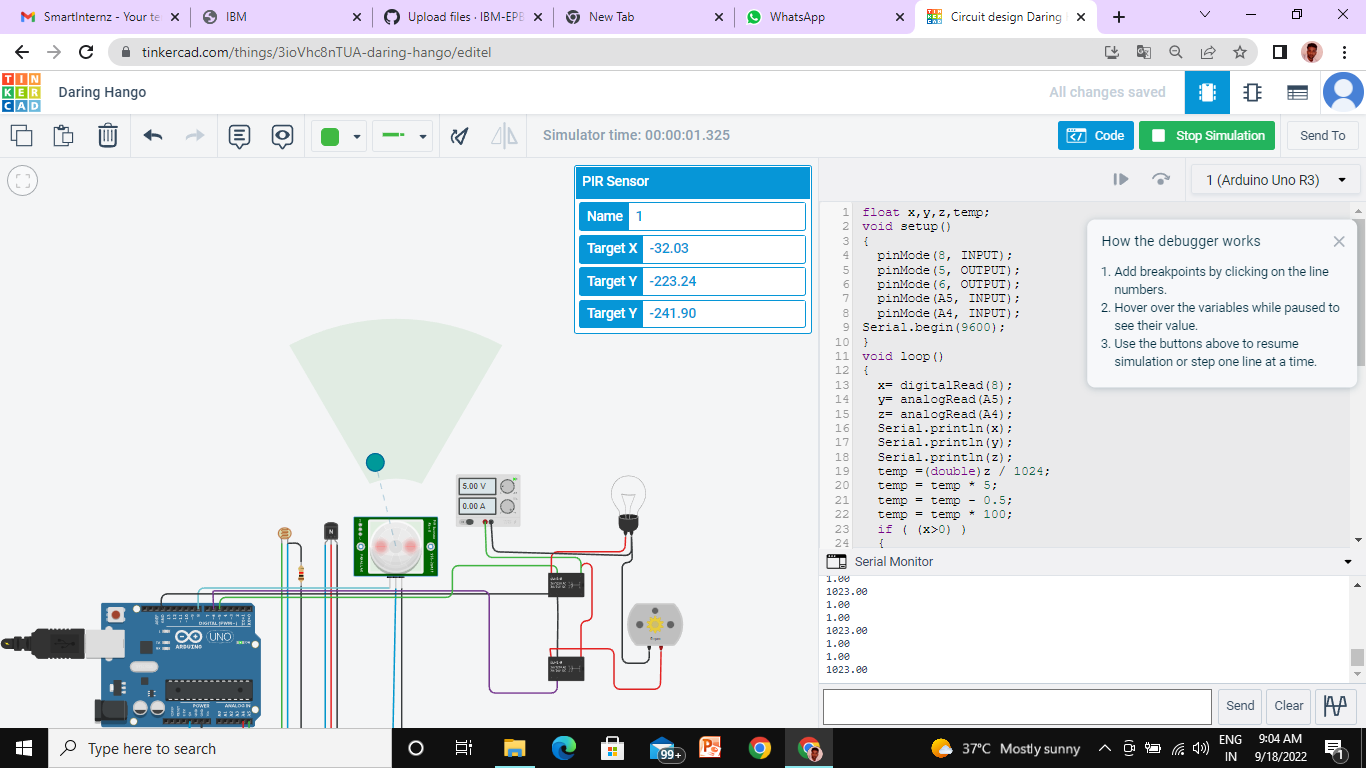 SmartInternz - Your te
IBM
Upload files · IBM-EPB
New Tab
WhatsApp
Circuit design Daring
tinkercad.com/things/3ioVhc8nTUA-daring-hango/editel
TIN
KER
CAD
Daring Hango
All changes saved
Simulator time: 00:00:01.325
Code
Stop Simulation
Send To
PIR Sensor
Name 1
Target X -32.03
Target Y -223.24
Target Y -241.90
1 (Arduino Uno R3)
1 float x,y,z,temp;
2 void setup()
3 {
4 pinMode(8, INPUT);
5 pinMode(5, OUTPUT);
6 pinMode(6, OUTPUT);
7 pinMode(A5, INPUT);
8 pinMode(A4, INPUT);
9 Serial.begin(9600);
10 }
11 void loop()
12 {
13 x= digitalRead(8);
14 y= analogRead(A5);
15 z= analogRead(A4);
16 Serial.println(x);
17 Serial.println(y);
18 Serial.println(z);
19 temp =(double)z / 1024;
20 temp = temp * 5;
21 temp = temp - 0.5;
22 temp = temp * 100;
23 if ( (x>0) )
24 {
How the debugger works
1. Add breakpoints by clicking on the line
numbers.
2. Hover over the variables while paused to
see their value.
3. Use the buttons above to resume
simulation or step one line at a time.
5.00 V
0.00 A
N
DIGITAL (PWM~)
UNO
ARDUINO
POWER
ANALOG IN
Serial Monitor
1.00
1023.00
1.00
1.00
1023.00
1.00
1.00
1023.00
Send
Clear
Type here to search
99+
37°C Mostly sunny
ENG
IN
9:04 AM
9/18/2022
1